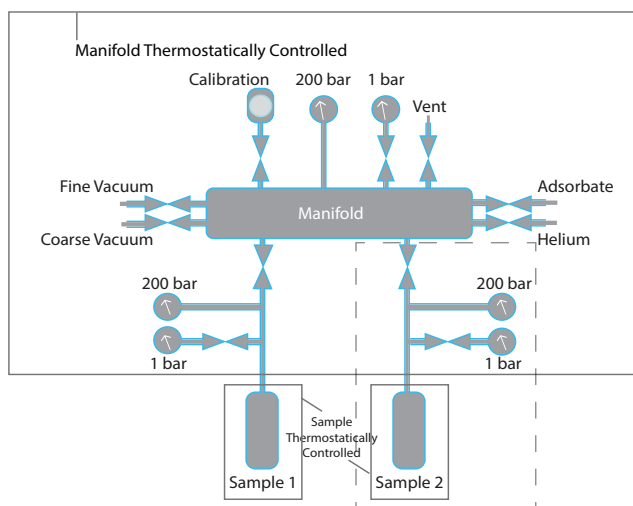 Manifold Thermostatically Controlled
Calibration
200 bar
1 bar
Vent
Fine Vacuum
Adsorbate
Manifold
Coarse Vacuum
Helium
200 bar
200 bar
1 bar
1 bar
Sample
Thermostatically
Controlled
Sample 1
Sample 2